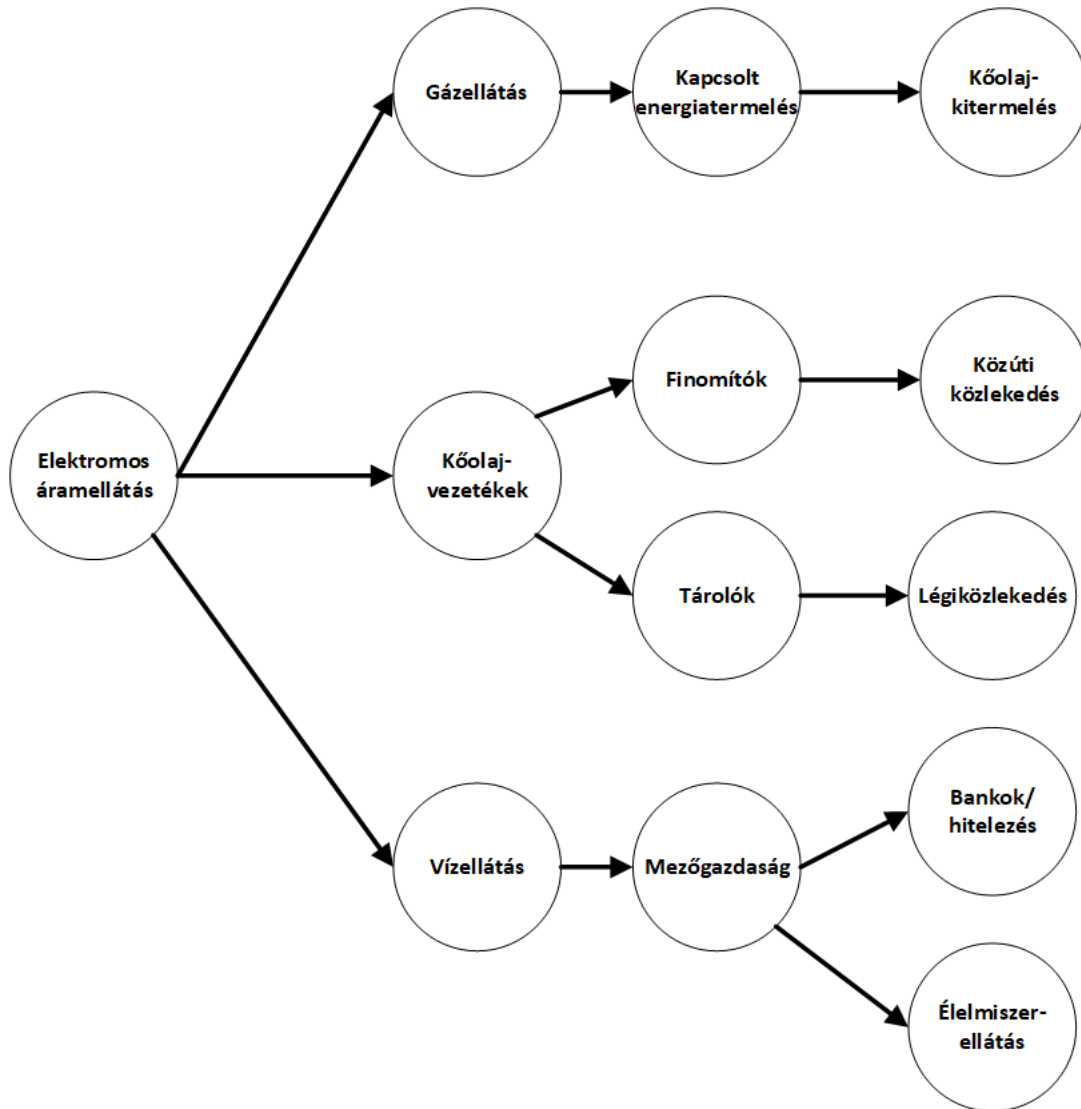 Gázellátás
Kapcsolt
energiatermelés
Kőolaj-
kitermelés
Finomítók
Közúti
közlekedés
Elektromos
áramellátás
Kőolaj-
vezetékek
Tárolók
Légiközlekedés
Bankok/
hitelezés
Vízellátás
Mezőgazdaság
Élelmiszer-
ellátás